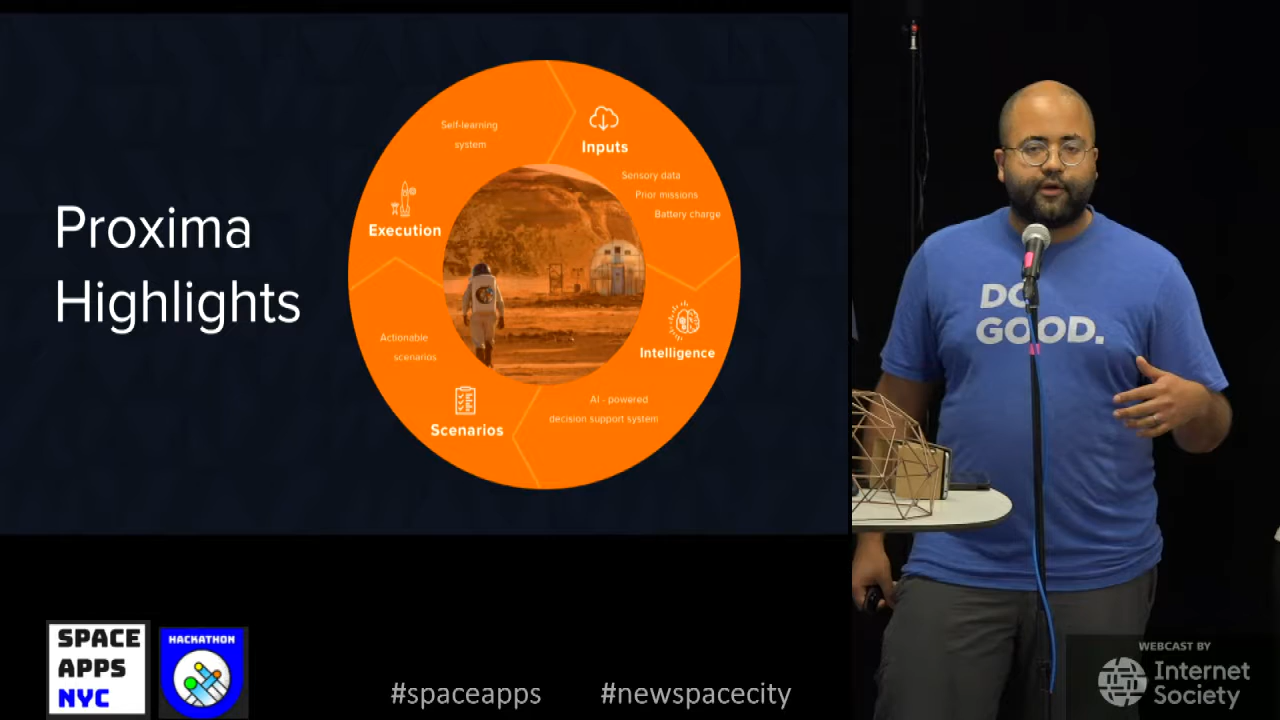 Proxima
Highlights
Self-learning
system
Inputs
Sensory data
Prior missions
Battery charge
Execution
Intelligence
Actionable
scenarios
AI - powered
decision support system
Scenarios
DO
GOOD.
SPACE
APPS
NYC
HACKATHON
#spaceapps
#newspacecity
WEBCAST BY
Internet
Society